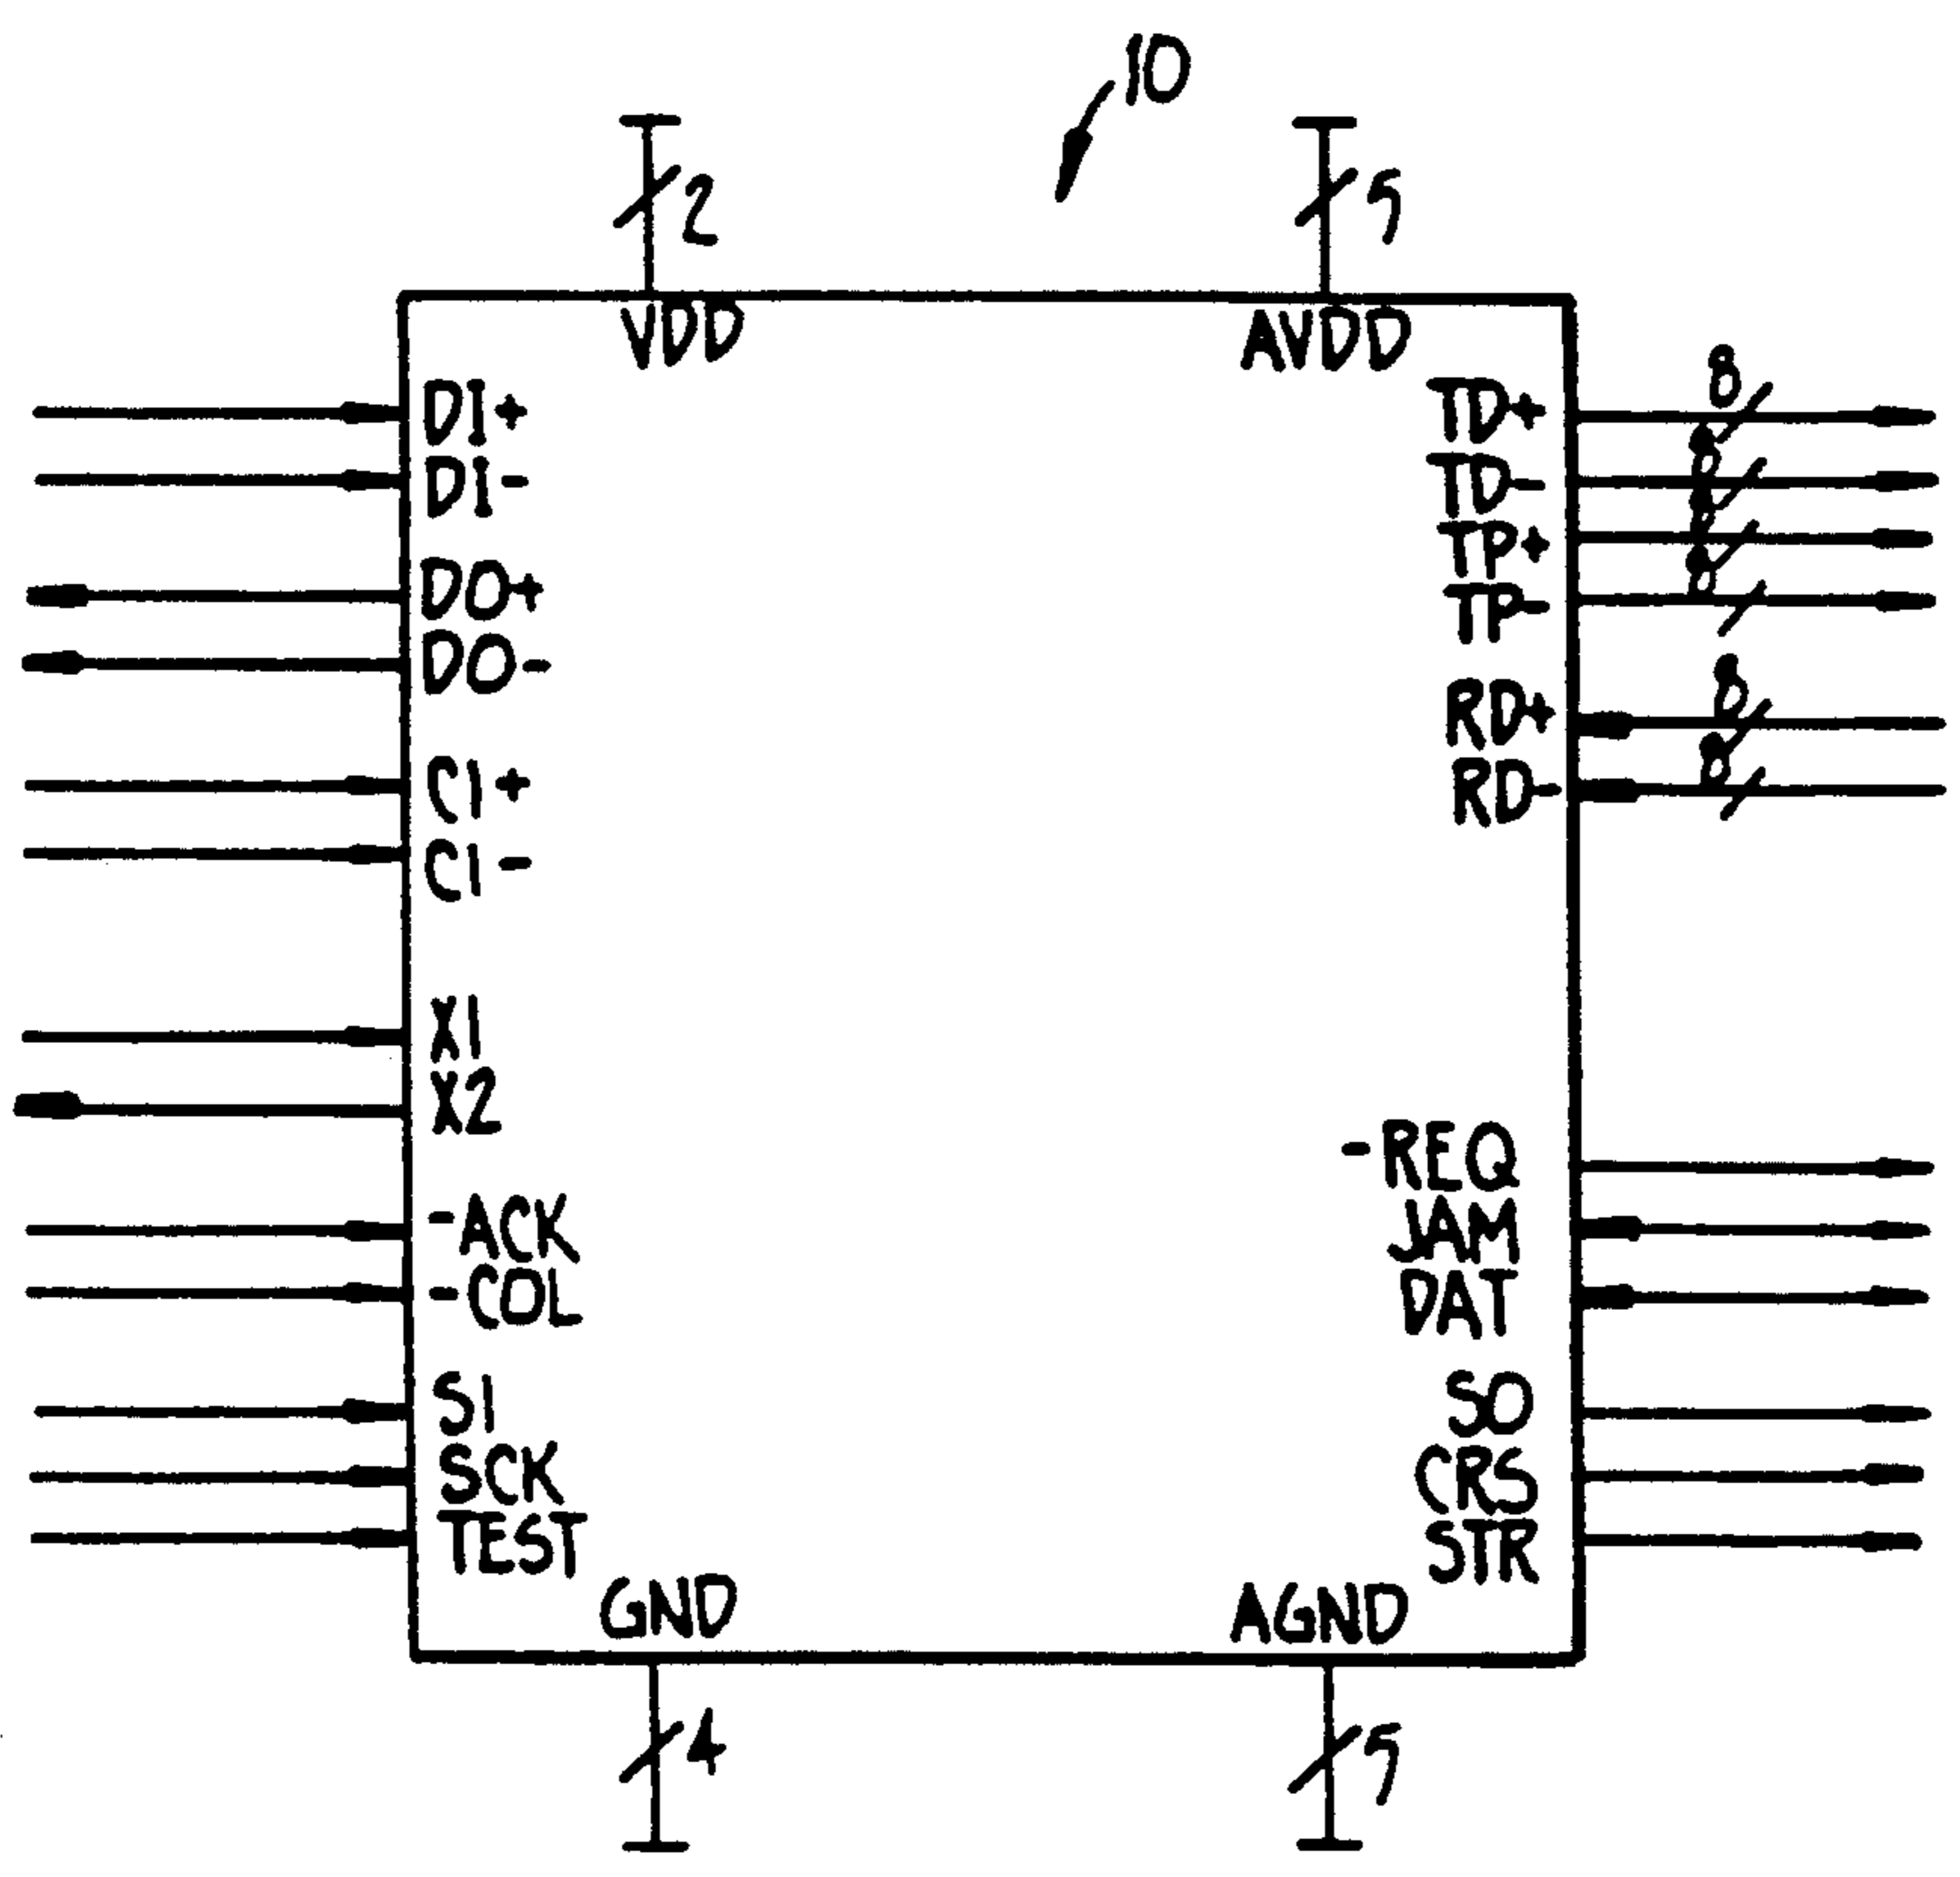 10
2 5
VDD AVDD
DI+ TD+ 8
DI- TD- 8
TP+ 8
DO+ TP- 8
DO-
RD+ 8
CI+ RD- 8
CI-
X1
X2
-REQ
-ACK JAM
-COL DAT
SI SO
SCK CRS
TEST STR
GND AGND
4 5